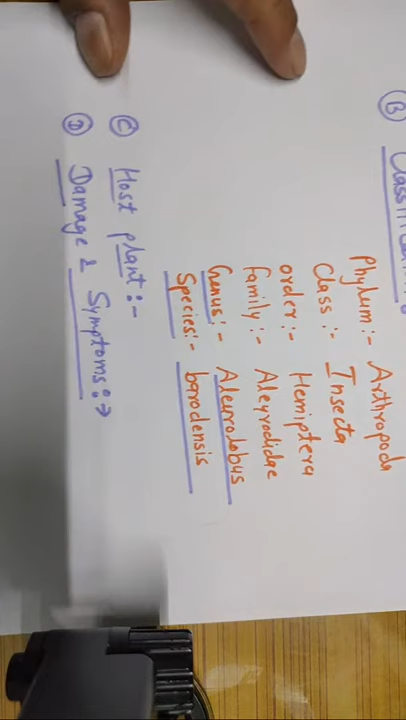 (B) Classification
Phylum:- Arthropoda
Class:- Insecta
order:- Hemiptera
family:- Aleyrodidae
Genus:- Aleurolobus
Species:- barodensis
(C) Host plant:-
(D) Damage & Symptoms:→